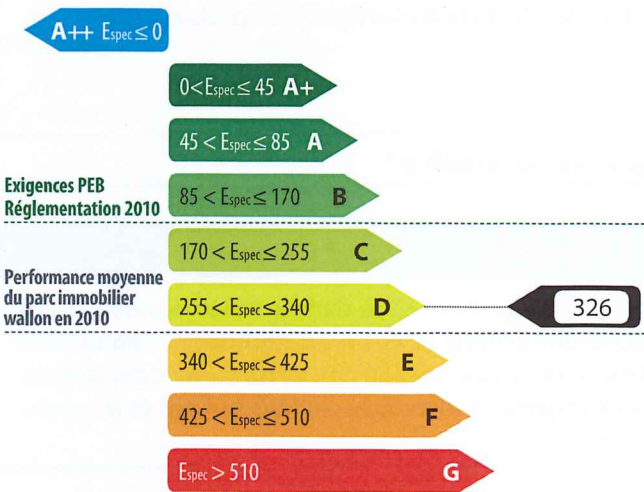 A++ Espec ≤ 0
0 < Espec ≤ 45 A+
45 < Espec ≤ 85 A
Exigences PEB
Réglementation 2010
85 < Espec ≤ 170 B
170 < Espec ≤ 255 C
Performance moyenne
du parc immobilier
wallon en 2010
255 < Espec ≤ 340 D
326
340 < Espec ≤ 425 E
425 < Espec ≤ 510 F
Espec > 510 G